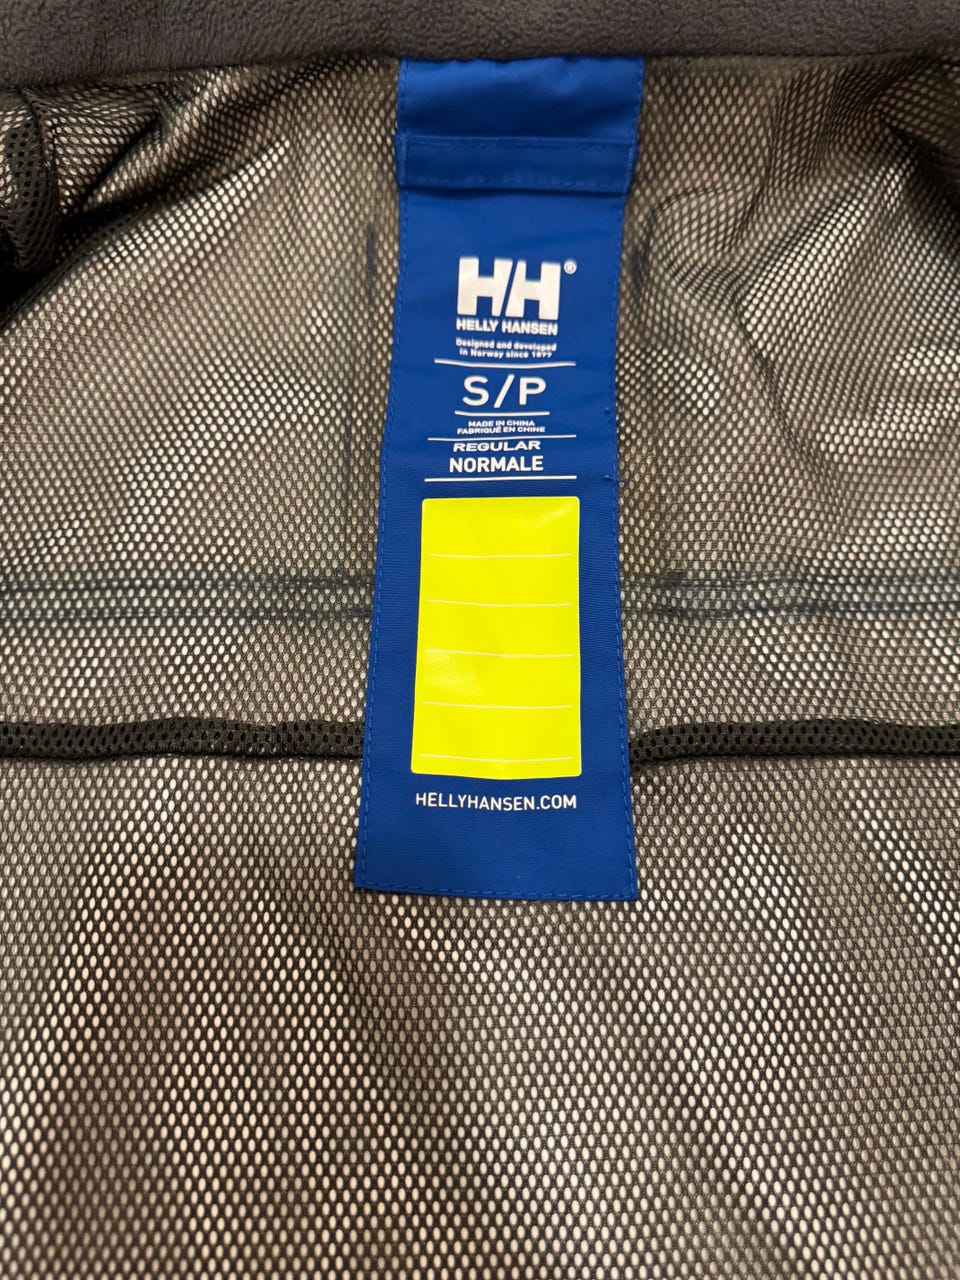 HH®
HELLY HANSEN
Designed and developed
in Norway since 1877
S/P
MADE IN CHINA
FABRIQUÉ EN CHINE
REGULAR
NORMALE
HELLYHANSEN.COM